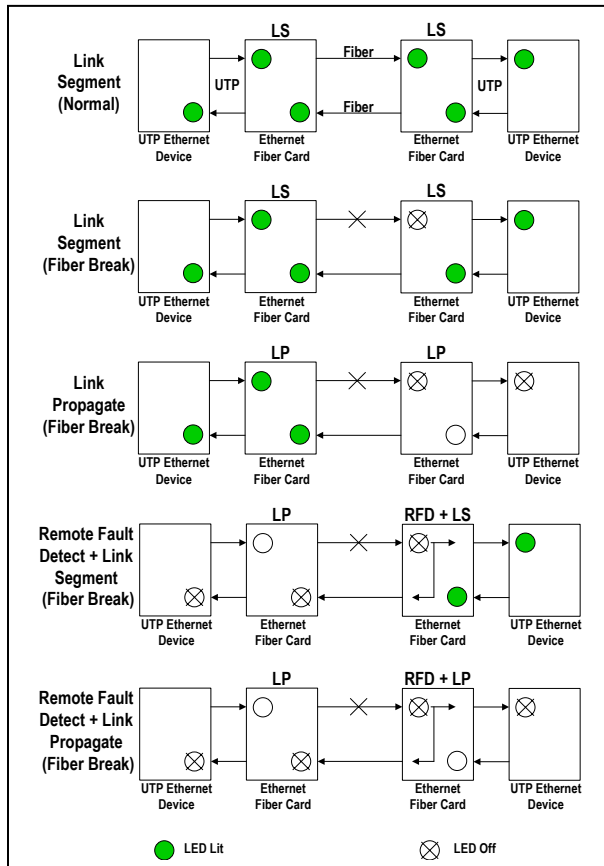 LS LS
Link
Segment
(Normal)
Fiber
UTP UTP
Fiber
UTP Ethernet
Device
Ethernet
Fiber Card
Ethernet
Fiber Card
UTP Ethernet
Device
LS LS
Link
Segment
(Fiber Break)
UTP Ethernet
Device
Ethernet
Fiber Card
Ethernet
Fiber Card
UTP Ethernet
Device
LP LP
Link
Propagate
(Fiber Break)
UTP Ethernet
Device
Ethernet
Fiber Card
Ethernet
Fiber Card
UTP Ethernet
Device
LP RFD + LS
Remote Fault
Detect + Link
Segment
(Fiber Break)
UTP Ethernet
Device
Ethernet
Fiber Card
Ethernet
Fiber Card
UTP Ethernet
Device
LP RFD + LP
Remote Fault
Detect + Link
Propagate
(Fiber Break)
UTP Ethernet
Device
Ethernet
Fiber Card
Ethernet
Fiber Card
UTP Ethernet
Device
LED Lit LED Off